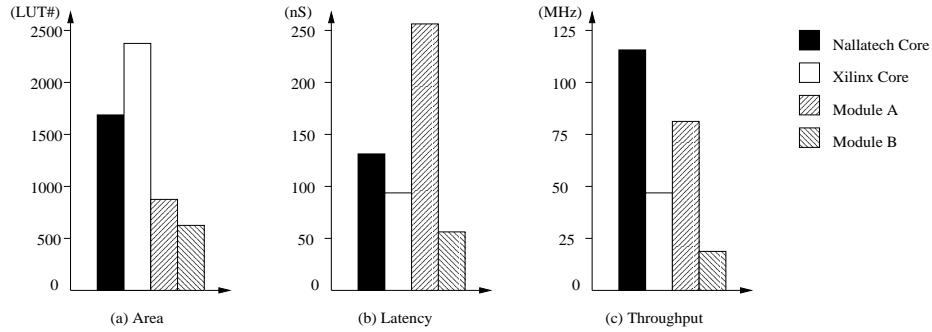 (LUT#)
2500
2000
1500
1000
500
0
(a) Area
(nS)
250
200
150
100
50
0
(b) Latency
(MHz)
125
100
75
50
25
0
(c) Throughput
Nallatech Core
Xilinx Core
Module A
Module B